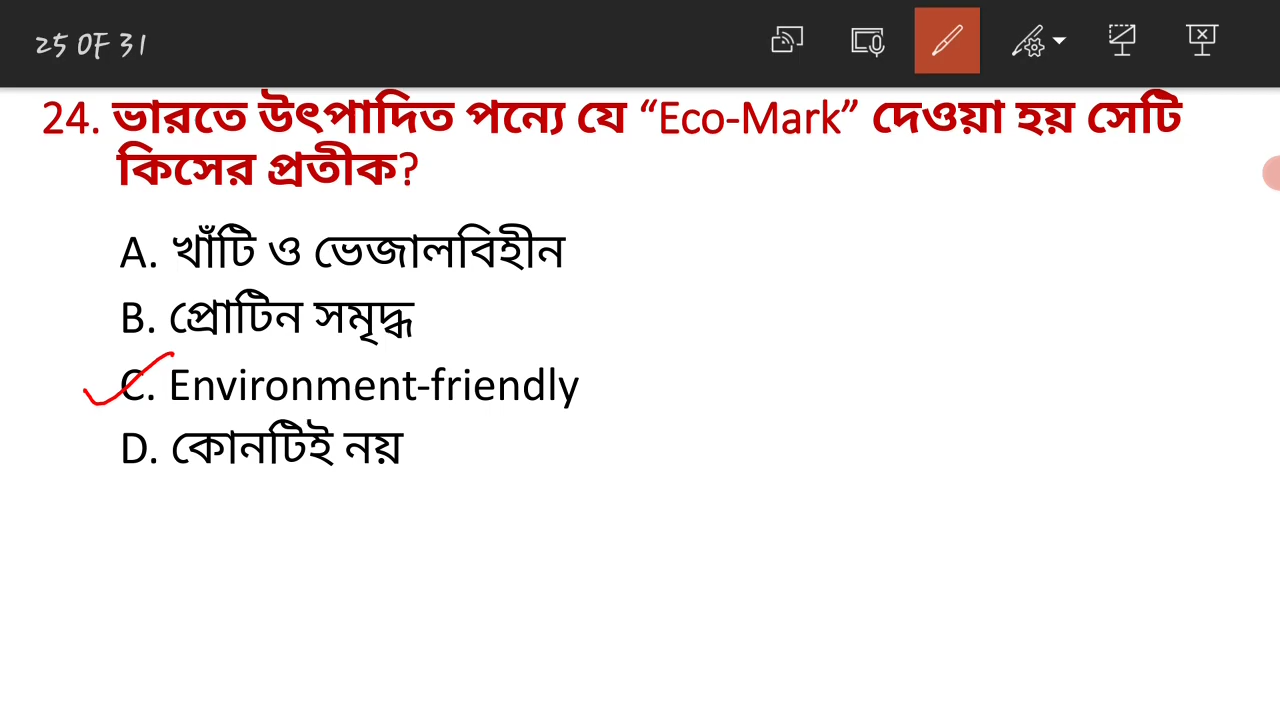 25 OF 31
24. ভারতে উৎপাদিত পন্যে যে “Eco-Mark” দেওয়া হয় সেটি
কিসের প্রতীক?
A. খাঁটি ও ভেজালবিহীন
B. প্রোটিন সমৃদ্ধ
C. Environment-friendly
D. কোনটিই নয়